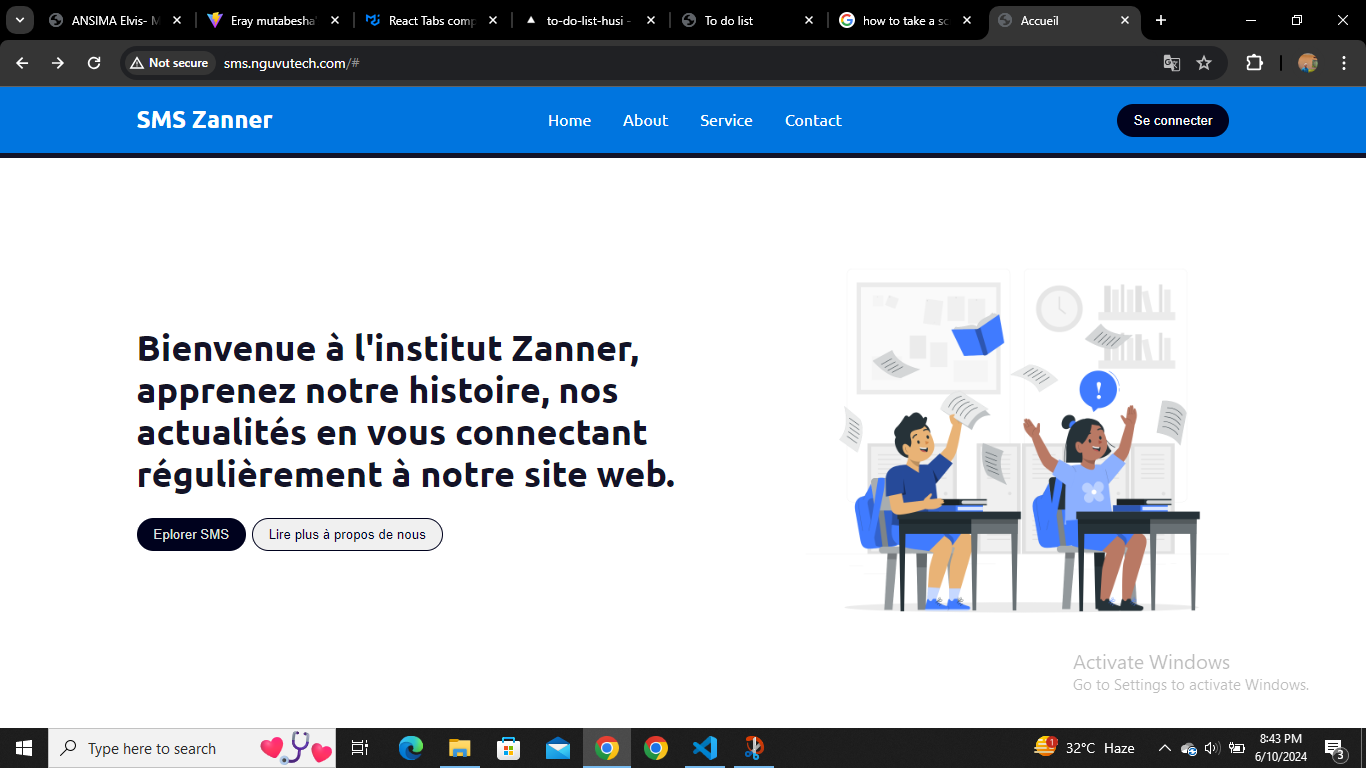 ANSIMA Elvis- M
Eray mutabesha'
React Tabs comp
to-do-list-husi -
To do list
how to take a sc
Accueil
Not secure
sms.nguvutech.com/#
SMS Zanner
Home
About
Service
Contact
Se connecter
Bienvenue à l'institut Zanner,
apprenez notre histoire, nos
actualités en vous connectant
régulièrement à notre site web.
Eplorer SMS
Lire plus à propos de nous
!
Activate Windows
Go to Settings to activate Windows.
Type here to search
1
32°C Haze
8:43 PM
6/10/2024
3